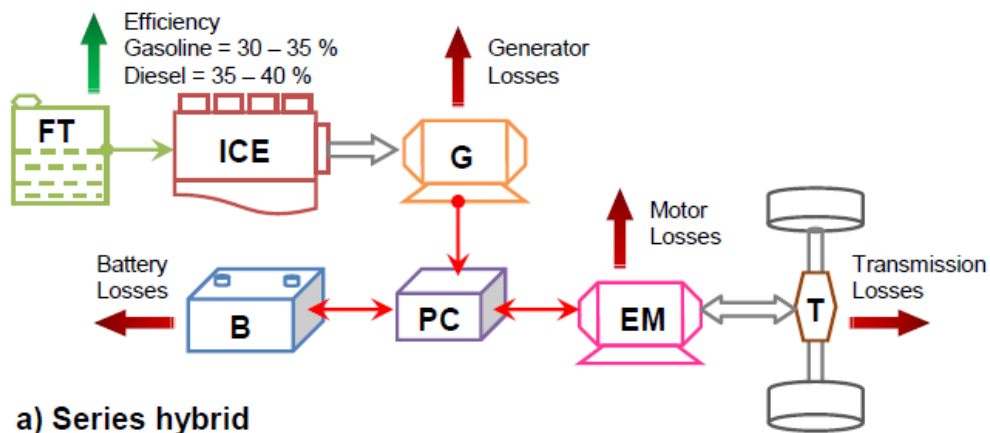 Efficiency
Gasoline = 30 – 35 %
Diesel = 35 – 40 %
Generator
Losses
FT
ICE
G
Motor
Losses
Battery
Losses
Transmission
Losses
B
PC
EM
T
a) Series hybrid